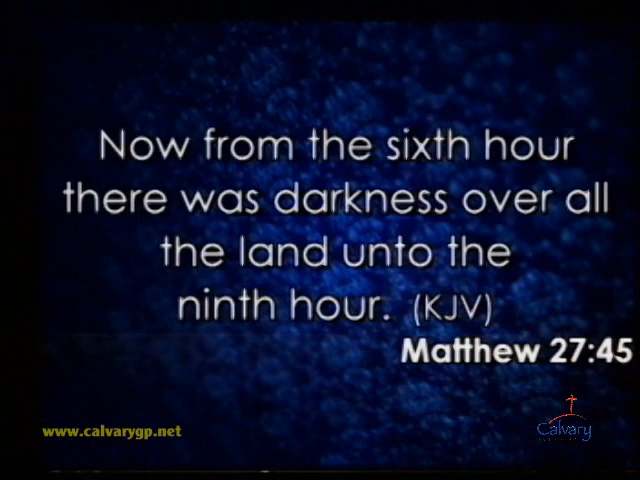 Now from the sixth hour
there was darkness over all
the land unto the
ninth hour. (KJV)
Matthew 27:45
www.calvarygp.net
Calvary